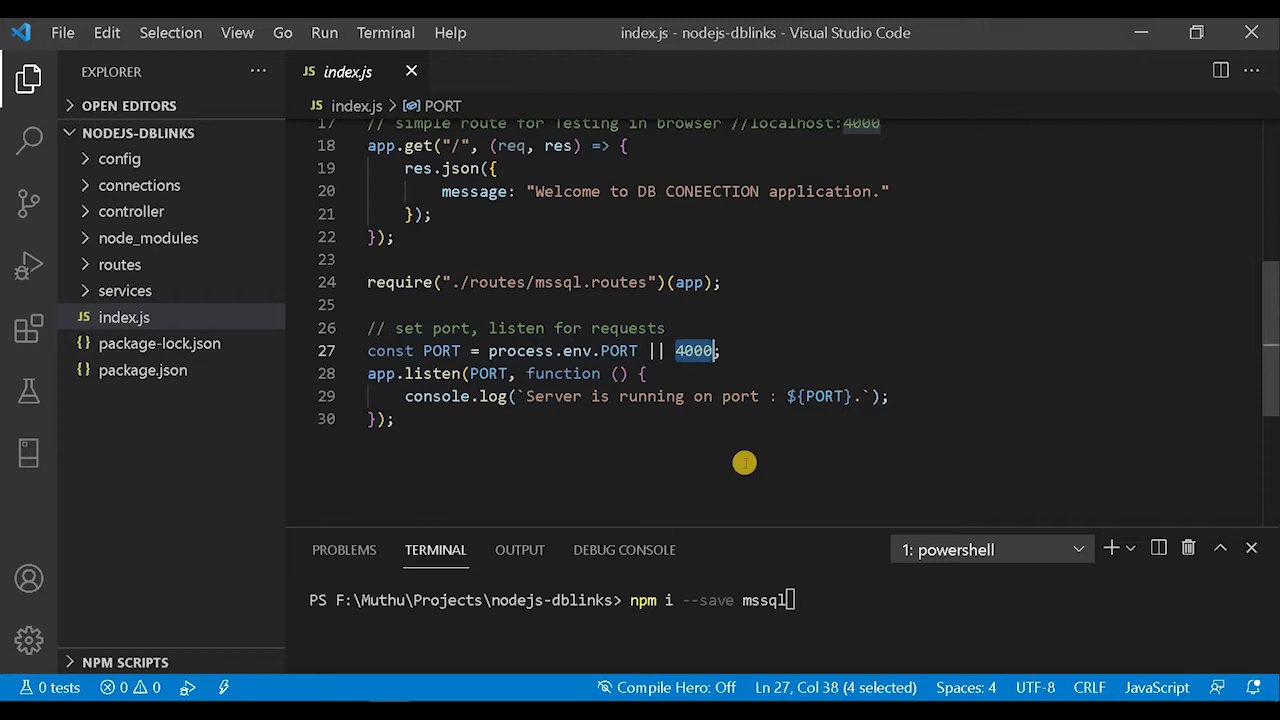 File Edit Selection View Go Run Terminal Help index.js - nodejs-dblinks - Visual Studio Code
EXPLORER
OPEN EDITORS
NODEJS-DBLINKS
config
connections
controller
node_modules
routes
services
JS index.js
{} package-lock.json
{} package.json
NPM SCRIPTS
JS index.js
JS index.js > PORT
17 // simple route for Testing in browser //localhost:4000
18 app.get("/", (req, res) => {
19 res.json({
20 message: "Welcome to DB CONEECTION application."
21 });
22 });
23
24 require("./routes/mssql.routes")(app);
25
26 // set port, listen for requests
27 const PORT = process.env.PORT || 4000;
28 app.listen(PORT, function () {
29 console.log(`Server is running on port : ${PORT}.`);
30 });
PROBLEMS TERMINAL OUTPUT DEBUG CONSOLE 1: powershell
PS F:\Muthu\Projects\nodejs-dblinks> npm i --save mssql
0 tests 0 0 Compile Hero: Off Ln 27, Col 38 (4 selected) Spaces: 4 UTF-8 CRLF JavaScript